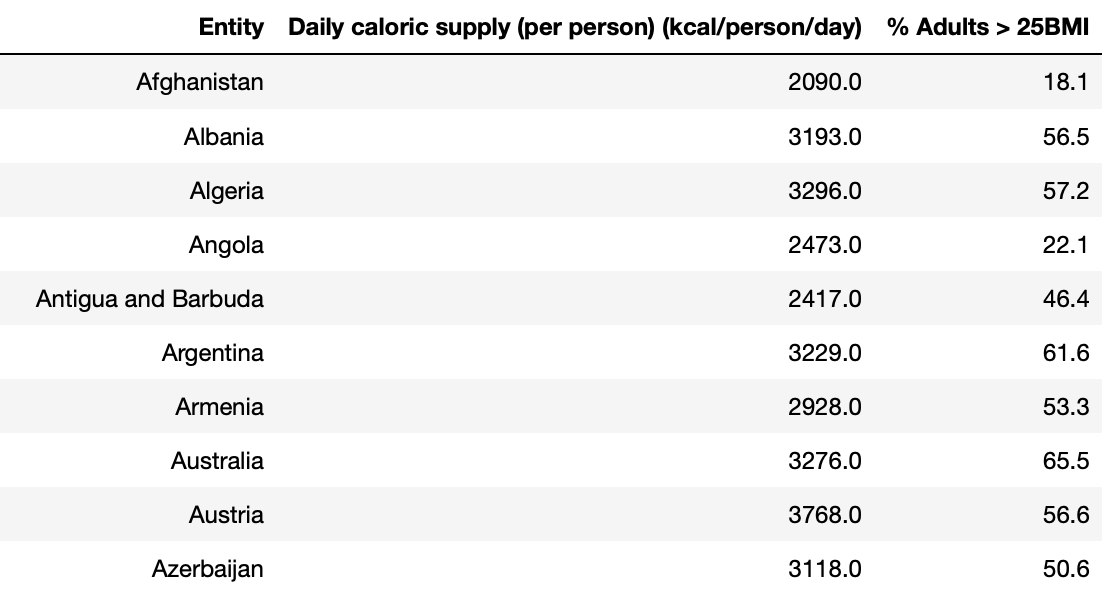 Entity Daily caloric supply (per person) (kcal/person/day) % Adults > 25BMI
Afghanistan 2090.0 18.1
Albania 3193.0 56.5
Algeria 3296.0 57.2
Angola 2473.0 22.1
Antigua and Barbuda 2417.0 46.4
Argentina 3229.0 61.6
Armenia 2928.0 53.3
Australia 3276.0 65.5
Austria 3768.0 56.6
Azerbaijan 3118.0 50.6